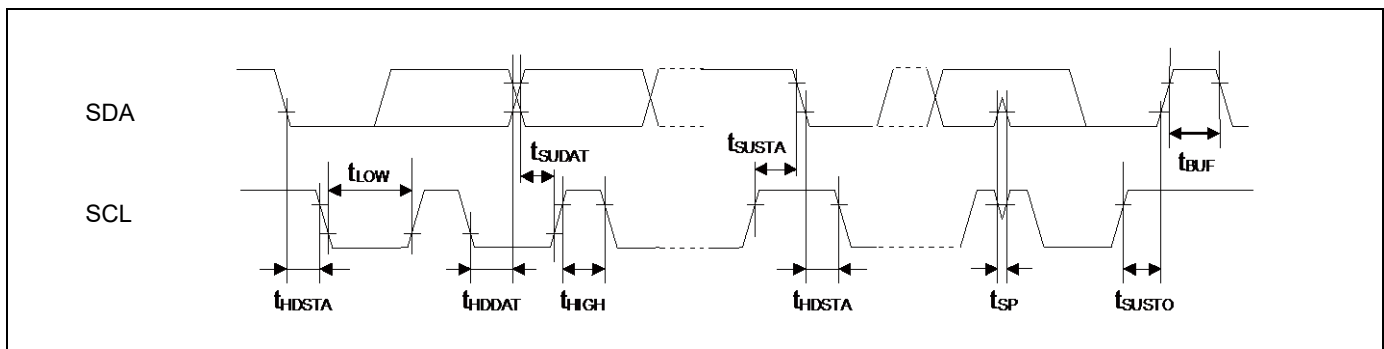 SDA
tSUDAT
tSUSTA
tBUF
tLOW
SCL
tHDSTA
tHDDAT
tHIGH
tHDSTA
tSP
tSUSTO